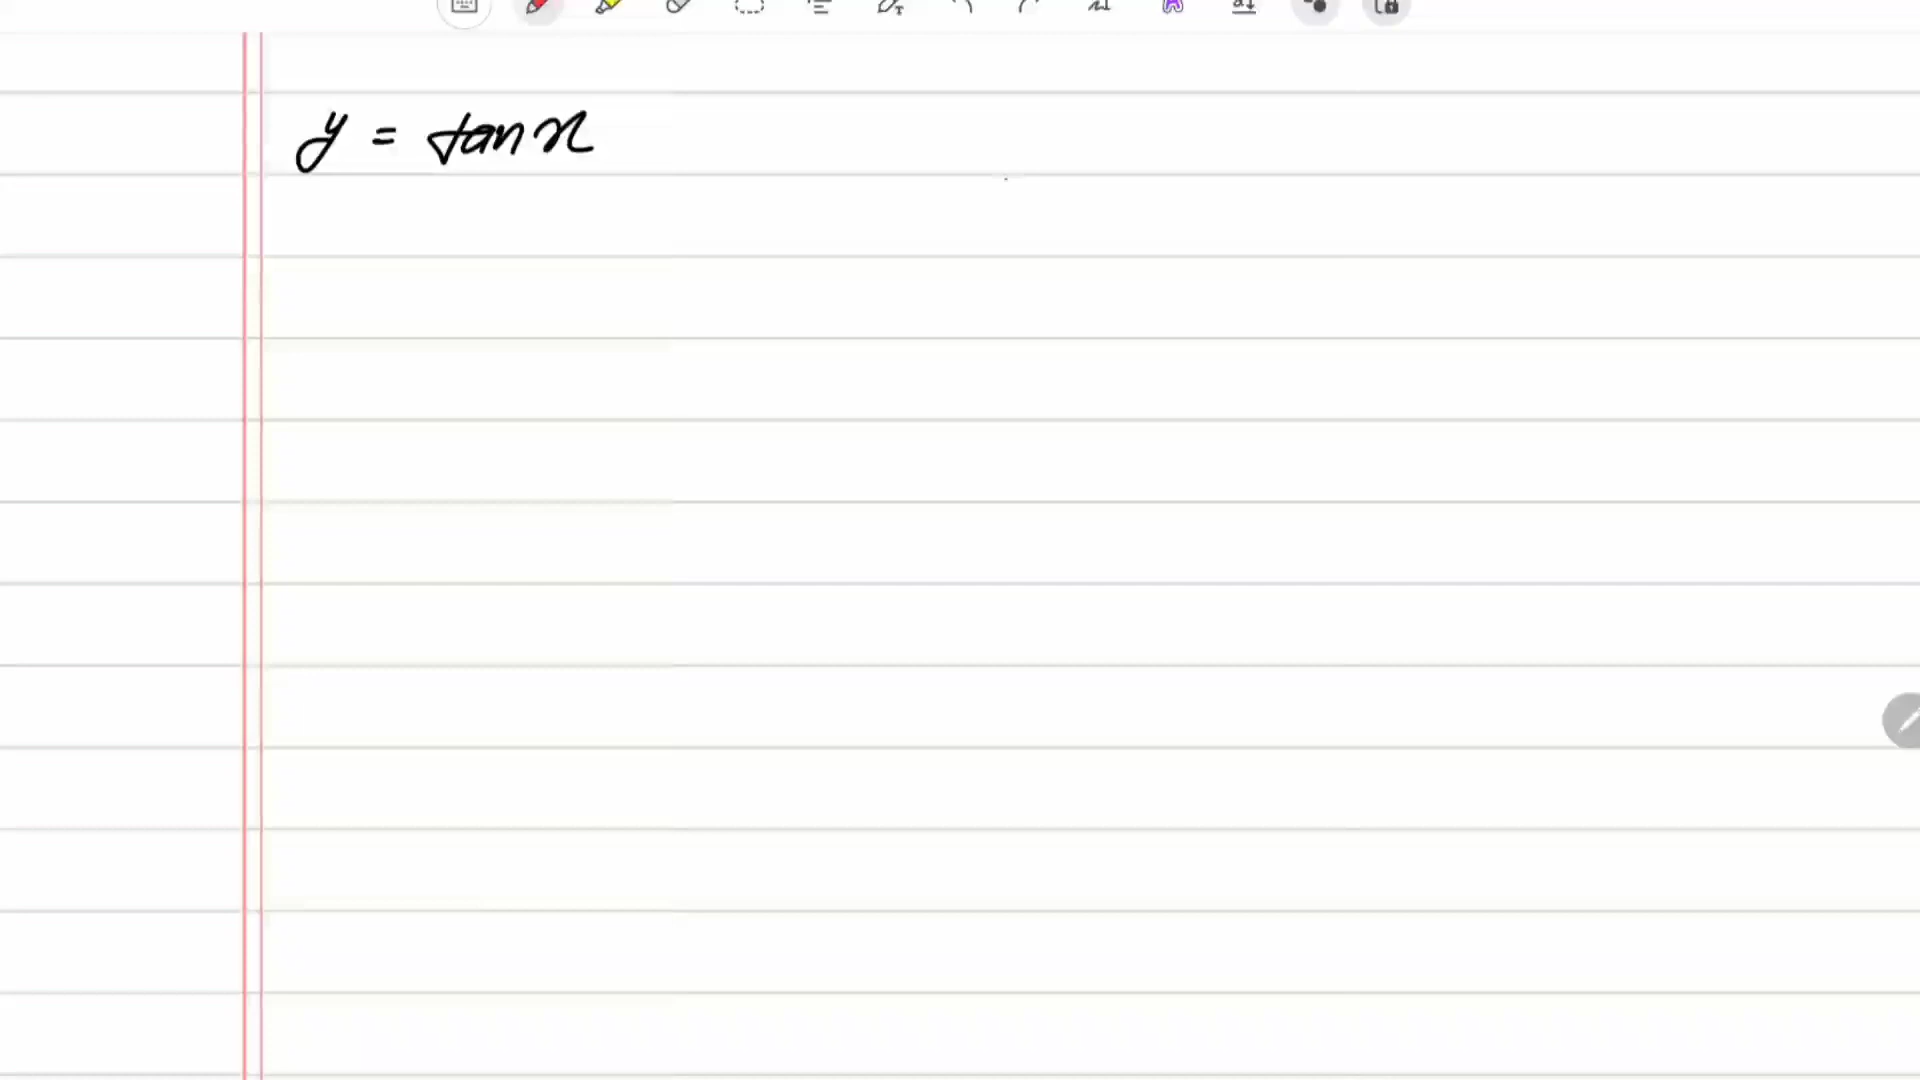 y = tan x